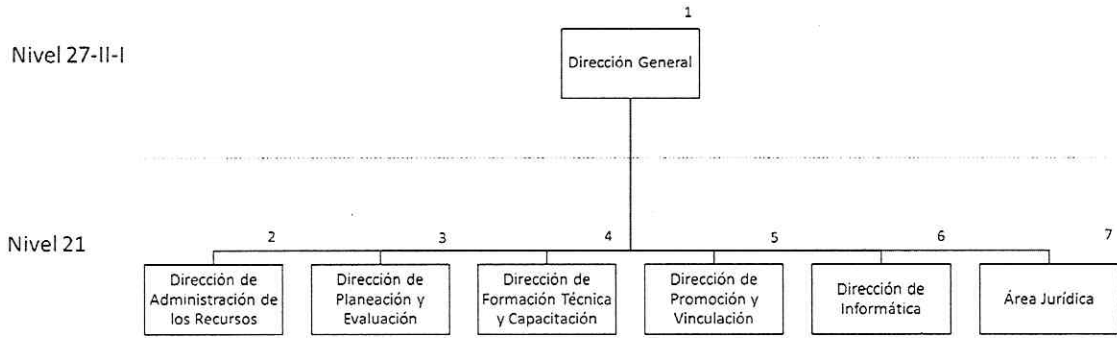 1
Nivel 27-II-I
Dirección General
Nivel 21
2
3
4
5
6
7
Dirección de
Administración de
los Recursos
Dirección de
Planeación y
Evaluación
Dirección de
Formación Técnica
y Capacitación
Dirección de
Promoción y
Vinculación
Dirección de
Informática
Área Jurídica